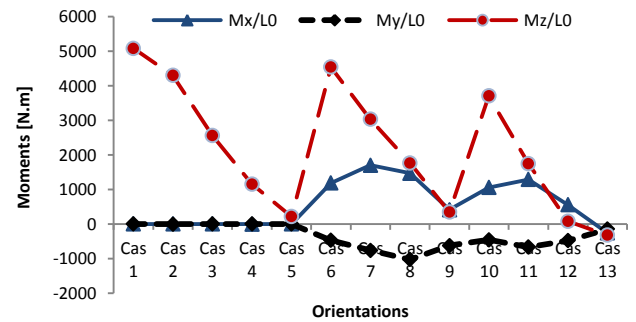 Mx/L0 My/L0 Mz/L0
6000
5000
4000
3000
2000
1000
0
-1000
-2000
Moments [N.m]
Cas 1 Cas 2 Cas 3 Cas 4 Cas 5 Cas 6 Cas 7 Cas 8 Cas 9 Cas 10 Cas 11 Cas 12 Cas 13
Orientations